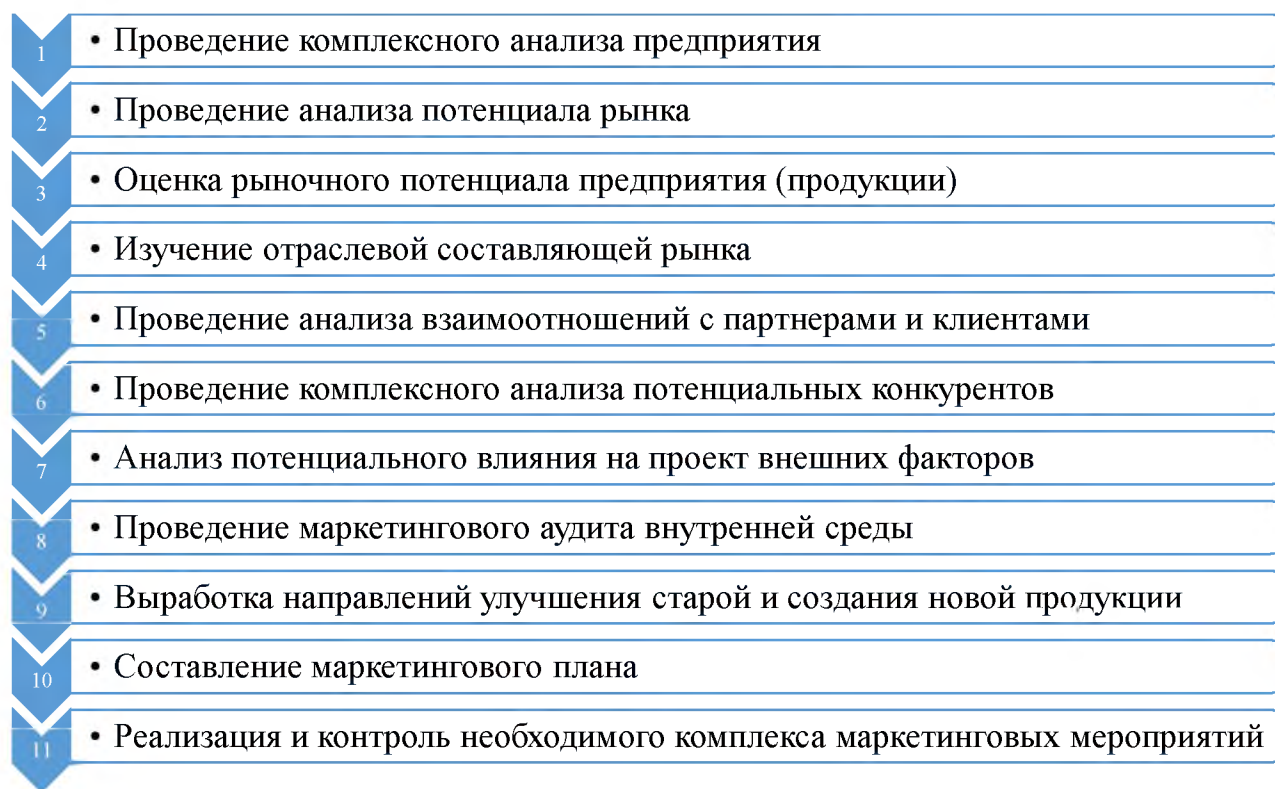 1 • Проведение комплексного анализа предприятия
2 • Проведение анализа потенциала рынка
3 • Оценка рыночного потенциала предприятия (продукции)
4 • Изучение отраслевой составляющей рынка
5 • Проведение анализа взаимоотношений с партнерами и клиентами
6 • Проведение комплексного анализа потенциальных конкурентов
7 • Анализ потенциального влияния на проект внешних факторов
8 • Проведение маркетингового аудита внутренней среды
9 • Выработка направлений улучшения старой и создания новой продукции
10 • Составление маркетингового плана
11 • Реализация и контроль необходимого комплекса маркетинговых мероприятий